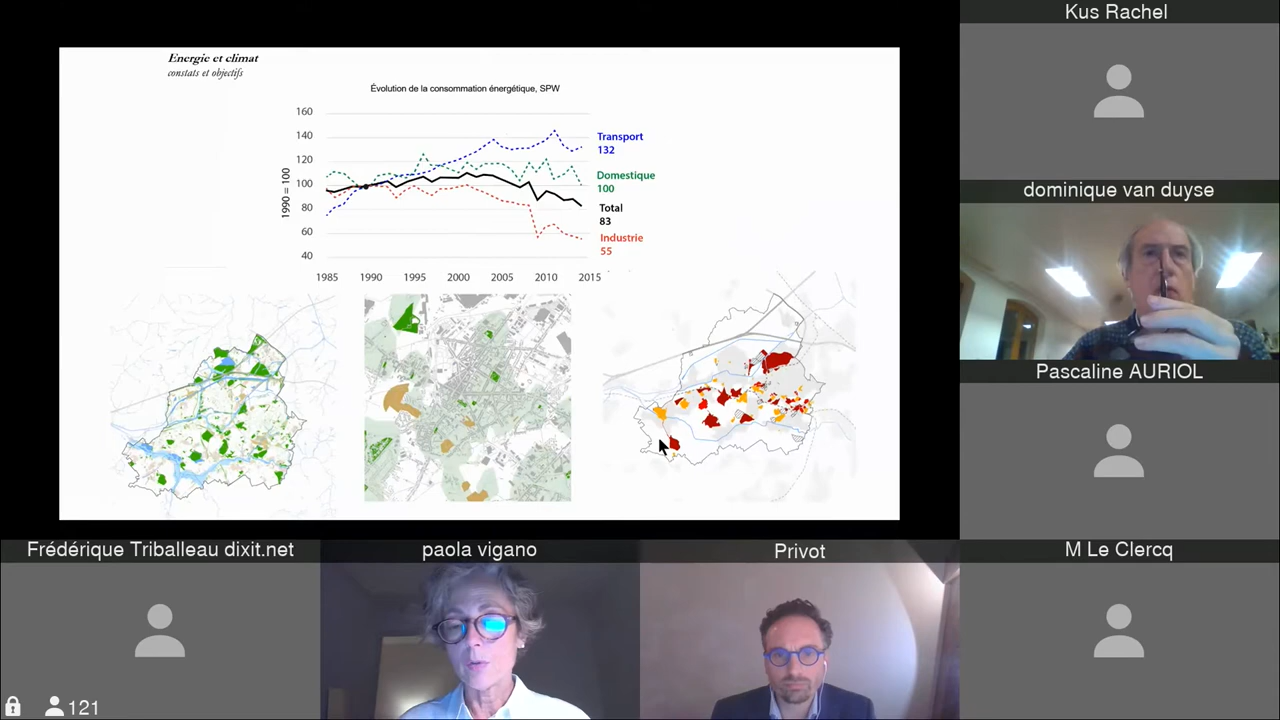 Energie et climat
constats et objectifs
Évolution de la consommation énergétique, SPW
160
140
120
100
80
60
40
1990 = 100
1985 1990 1995 2000 2005 2010 2015
Transport
132
Domestique
100
Total
83
Industrie
55
Kus Rachel
dominique van duyse
Pascaline AURIOL
Frédérique Triballeau dixit.net
paola vigano
Privot
M Le Clercq
121